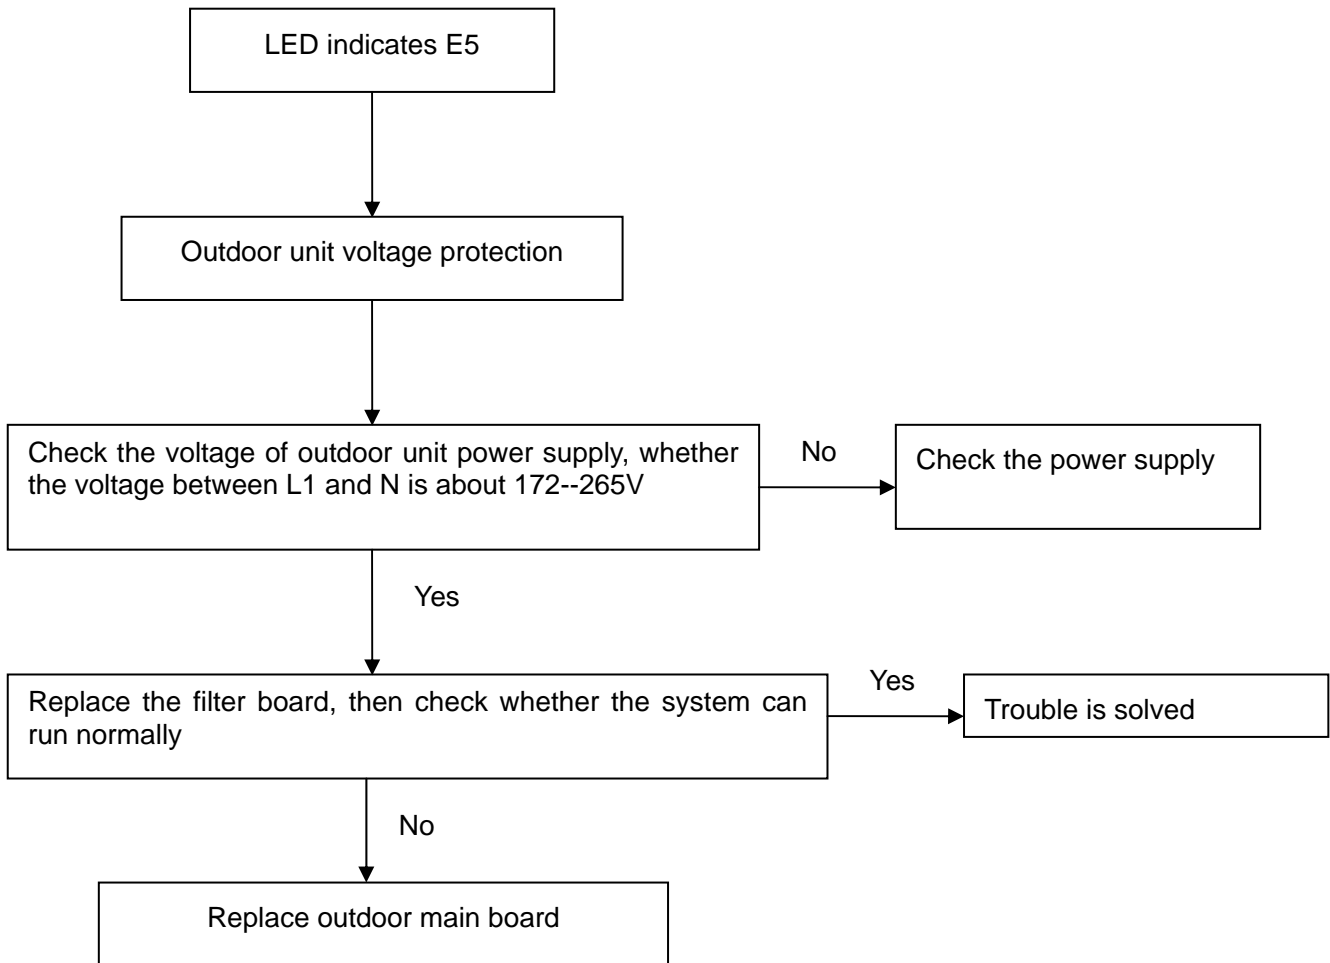 LED indicates E5
Outdoor unit voltage protection
Check the voltage of outdoor unit power supply, whether
the voltage between L1 and N is about 172--265V
No
Check the power supply
Yes
Replace the filter board, then check whether the system can
run normally
Yes
Trouble is solved
No
Replace outdoor main board